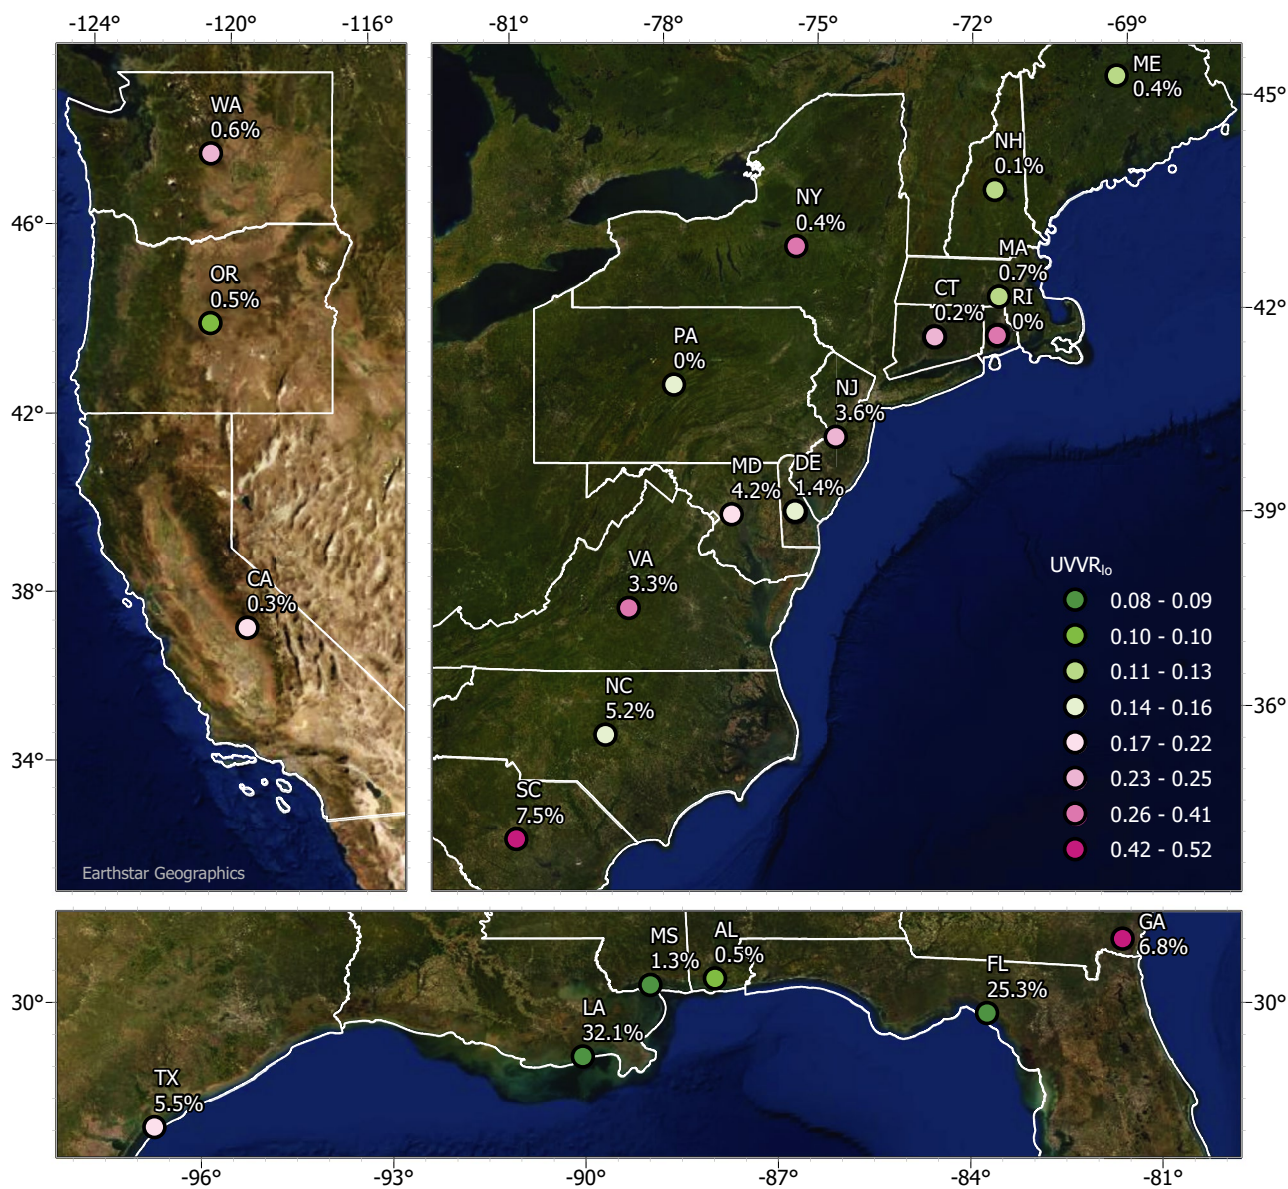 -124°
-120°
-116°
-81°
-78°
-75°
-72°
-69°
46°
42°
38°
34°
WA
0.6%
OR
0.5%
CA
0.3%
Earthstar Geographics
ME
0.4%
NH
0.1%
NY
0.4%
MA
0.7%
CT
0.2%
RI
0%
PA
0%
NJ
3.6%
MD
4.2%
DE
1.4%
VA
3.3%
NC
5.2%
SC
7.5%
45°
42°
39°
36°
UVVRlo
0.08 - 0.09
0.10 - 0.10
0.11 - 0.13
0.14 - 0.16
0.17 - 0.22
0.23 - 0.25
0.26 - 0.41
0.42 - 0.52
30°
TX
5.5%
LA
32.1%
MS
1.3%
AL
0.5%
FL
25.3%
GA
6.8%
30°
-96°
-93°
-90°
-87°
-84°
-81°